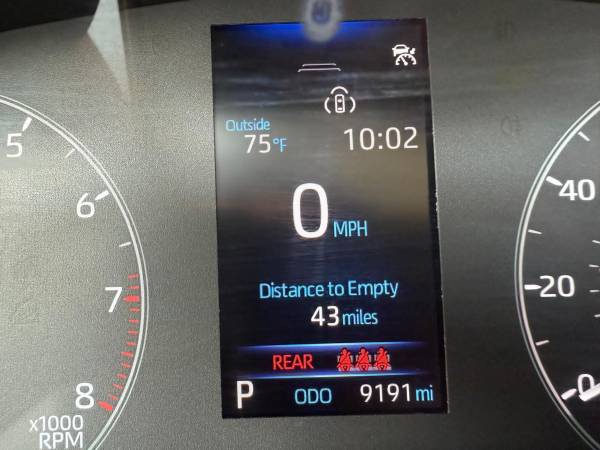 Outside
75°F
10:02
0 MPH
Distance to Empty
43 miles
REAR
P ODO 9191 mi
5
6
7
8
x1000
RPM
40
20
0